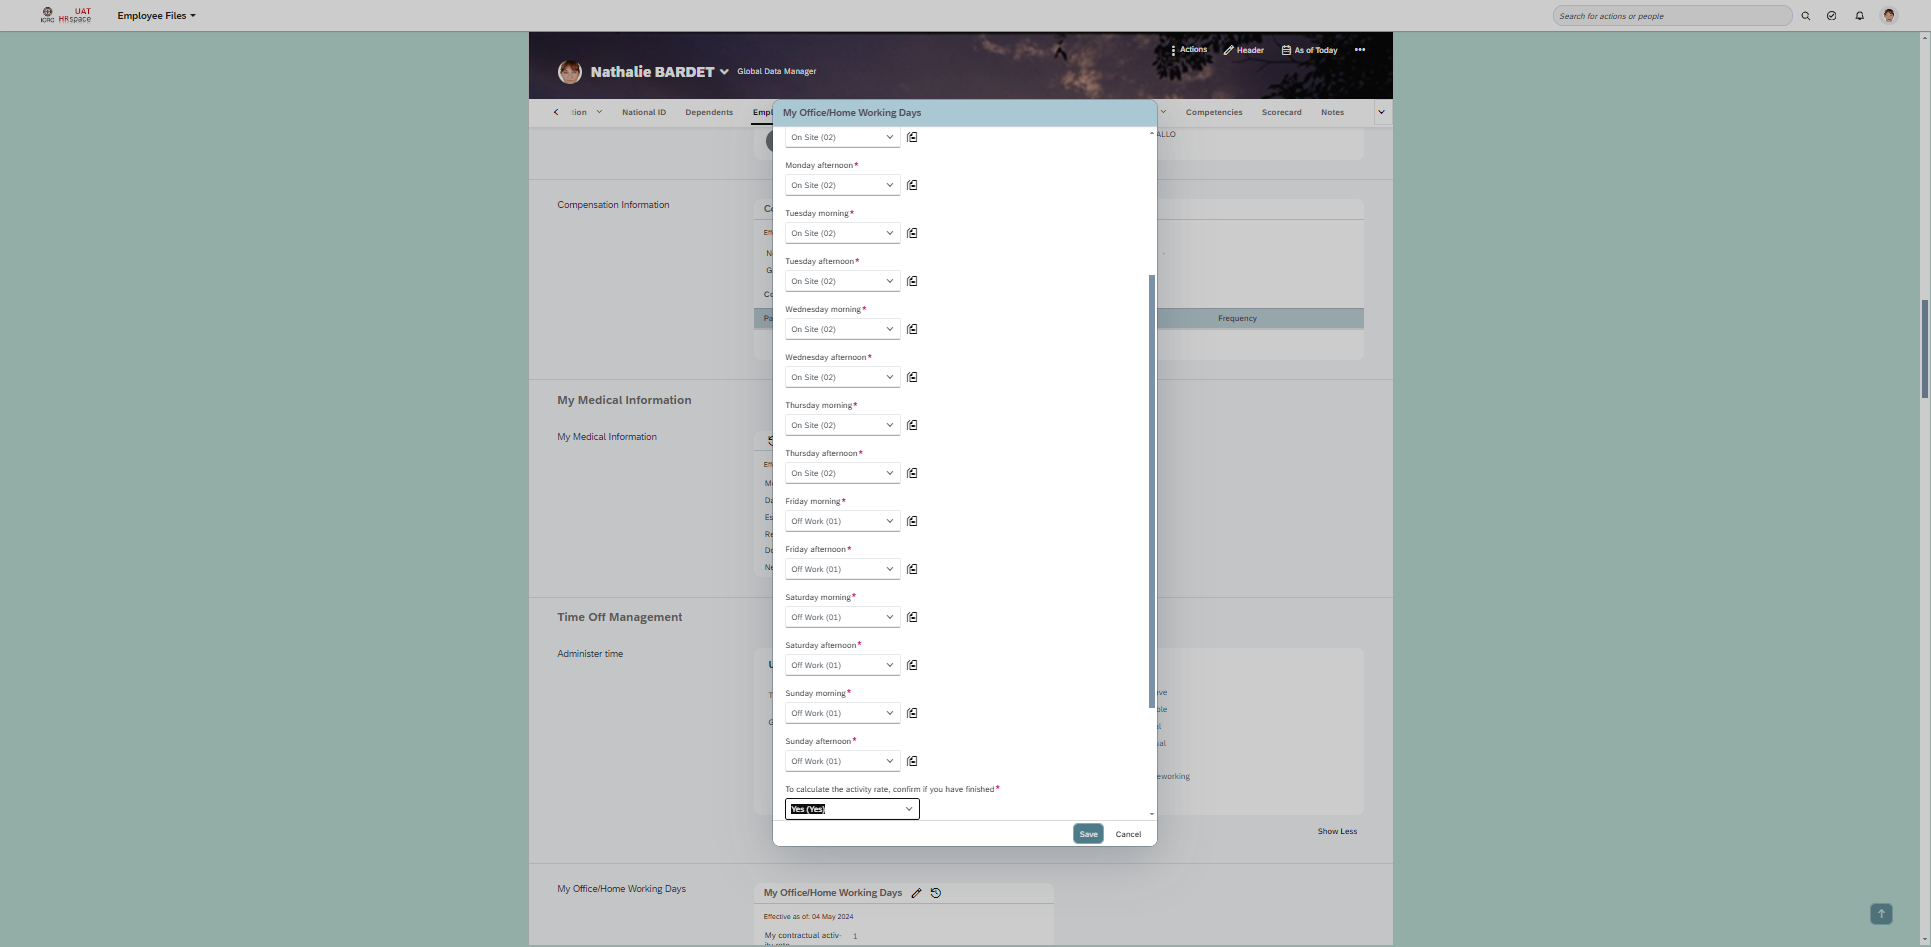 ICRC
UAT
HRspace
Employee Files
Search for actions or people
Actions
Header
As of Today
Nathalie BARDET
Global Data Manager
tion
National ID
Dependents
Empl
Competencies
Scorecard
Notes
My Office/Home Working Days
ALLO
On Site (02)
Monday afternoon*
On Site (02)
Compensation Information
Tuesday morning*
On Site (02)
Tuesday afternoon*
On Site (02)
Wednesday morning*
Pa
Frequency
On Site (02)
Wednesday afternoon*
On Site (02)
My Medical Information
Thursday morning*
On Site (02)
My Medical Information
Thursday afternoon*
On Site (02)
Friday morning*
Off Work (01)
Friday afternoon*
Off Work (01)
Saturday morning*
Off Work (01)
Time Off Management
Saturday afternoon*
Administer time
Off Work (01)
Sunday morning*
ve
ble
Off Work (01)
Sunday afternoon*
ual
Off Work (01)
eworking
To calculate the activity rate, confirm if you have finished*
Yes (Yes)
Save
Cancel
Show Less
My Office/Home Working Days
My Office/Home Working Days
Effective as of: 04 May 2024
My contractual activ-
1